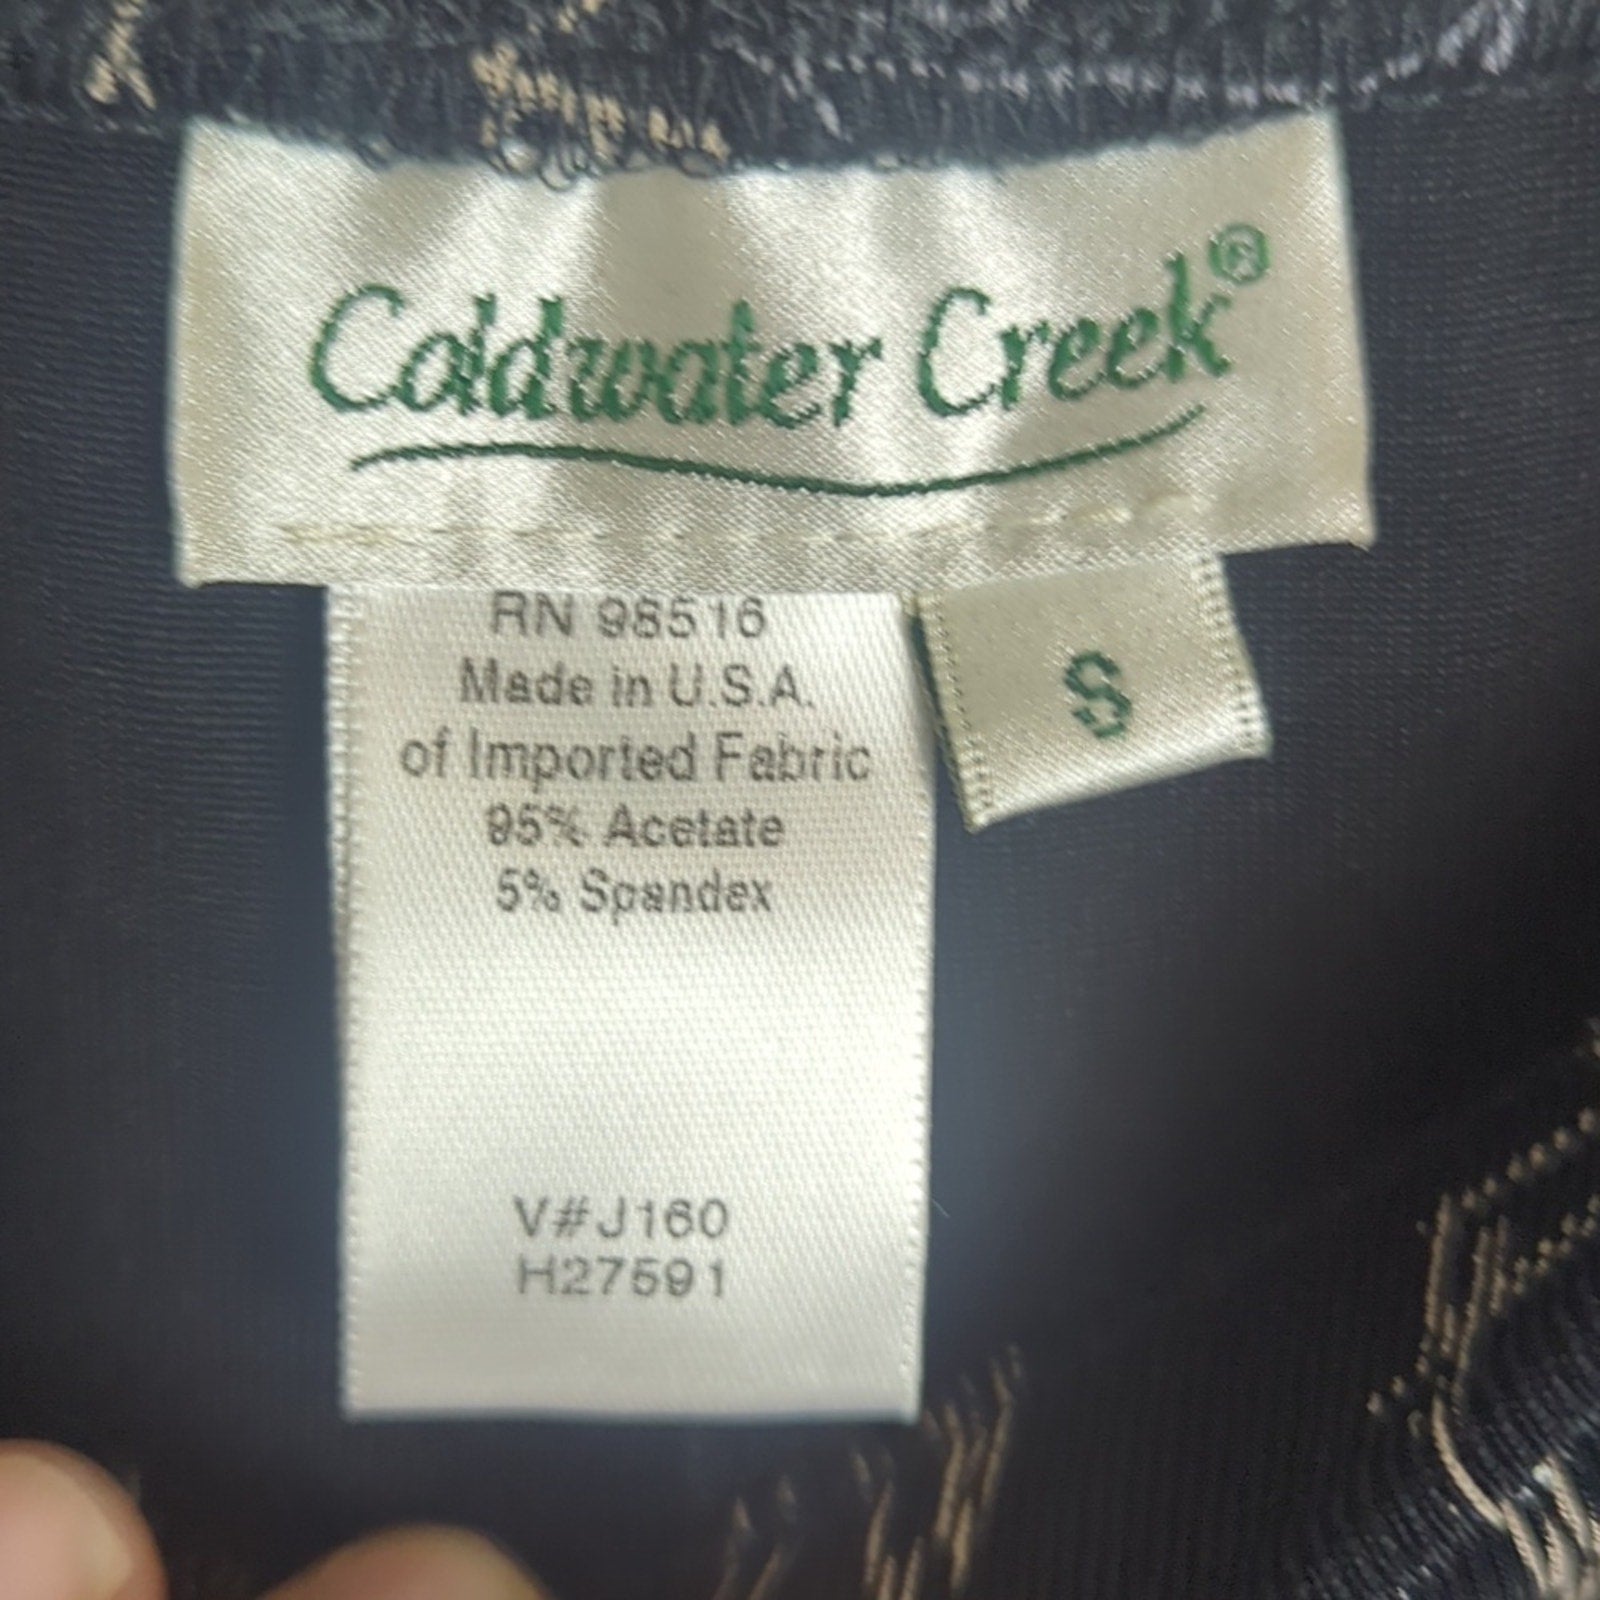 Coldwater Creek®
S
RN 98516
Made in U.S.A.
of Imported Fabric
95% Acetate
5% Spandex
V#J160
H27591